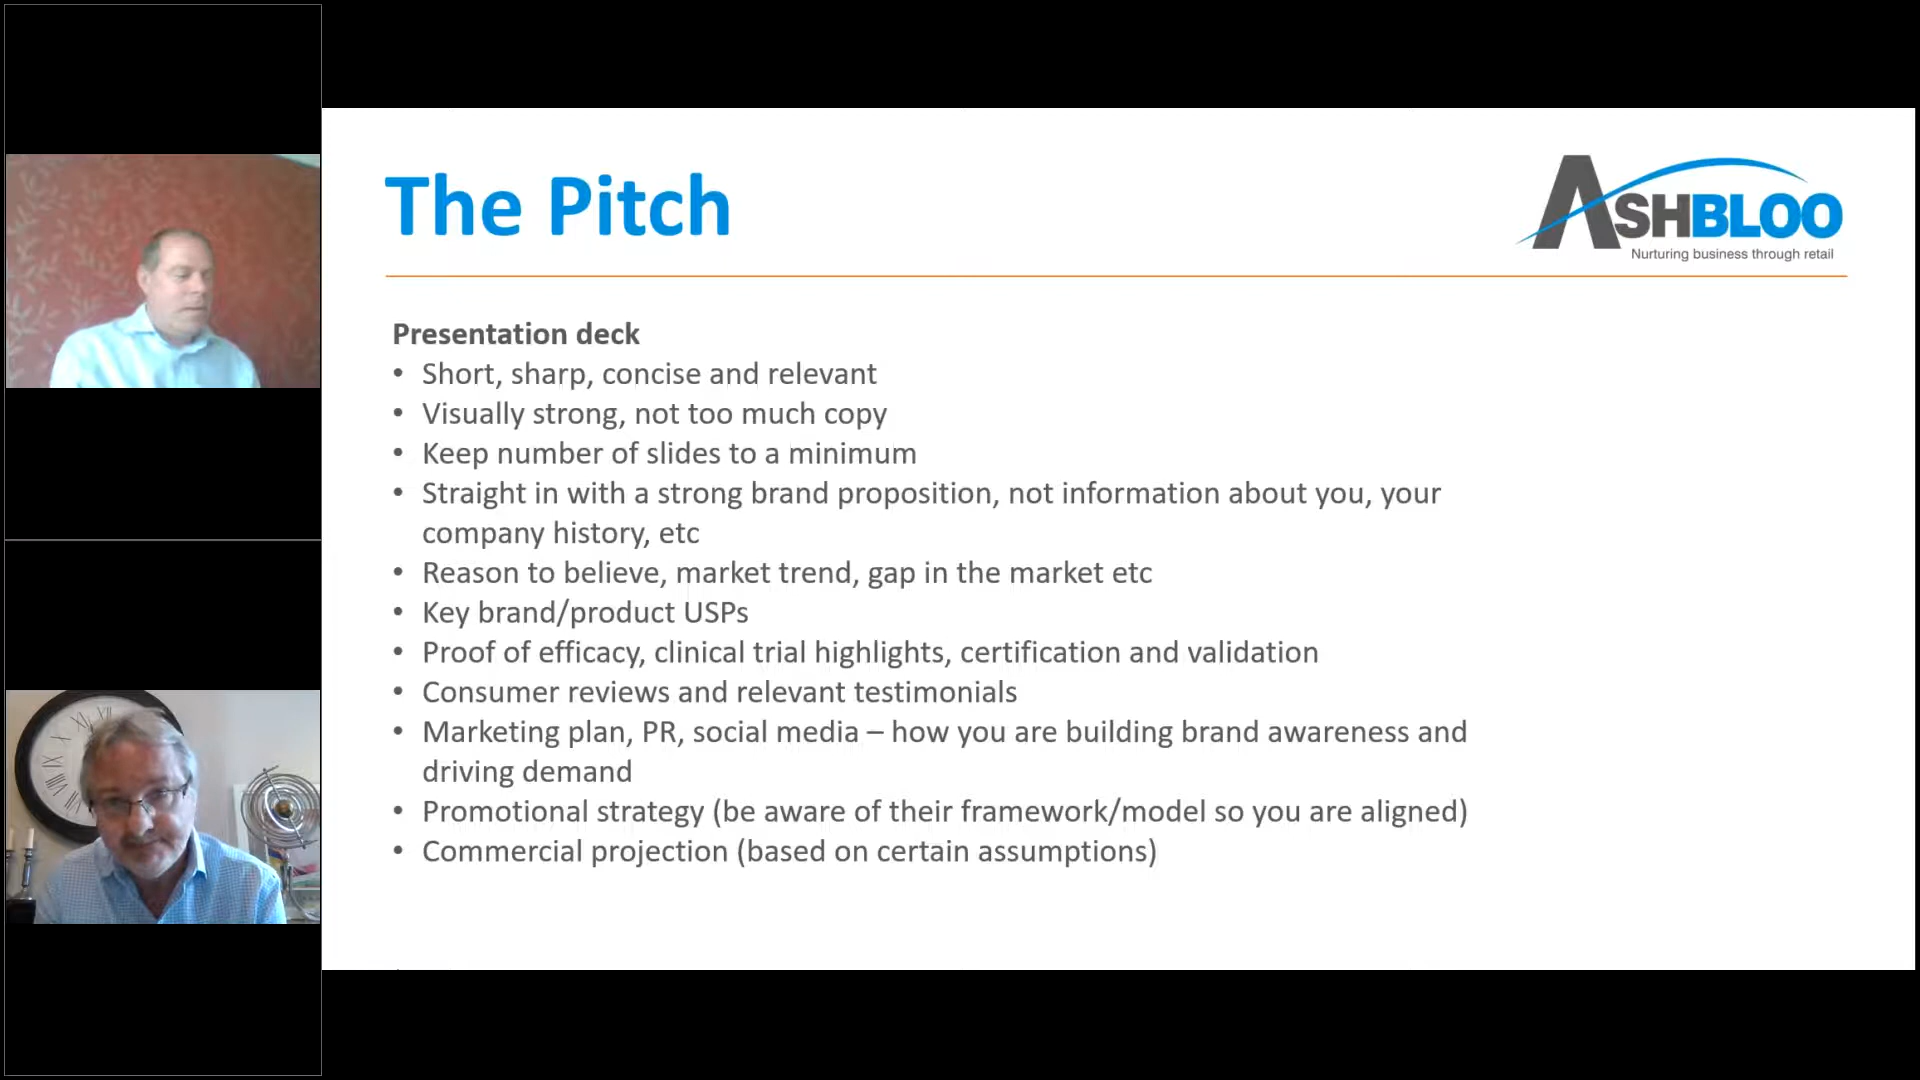 The Pitch
ASHBLOO
Nurturing business through retail
Presentation deck
• Short, sharp, concise and relevant
• Visually strong, not too much copy
• Keep number of slides to a minimum
• Straight in with a strong brand proposition, not information about you, your
company history, etc
• Reason to believe, market trend, gap in the market etc
• Key brand/product USPs
• Proof of efficacy, clinical trial highlights, certification and validation
• Consumer reviews and relevant testimonials
• Marketing plan, PR, social media – how you are building brand awareness and
driving demand
• Promotional strategy (be aware of their framework/model so you are aligned)
• Commercial projection (based on certain assumptions)